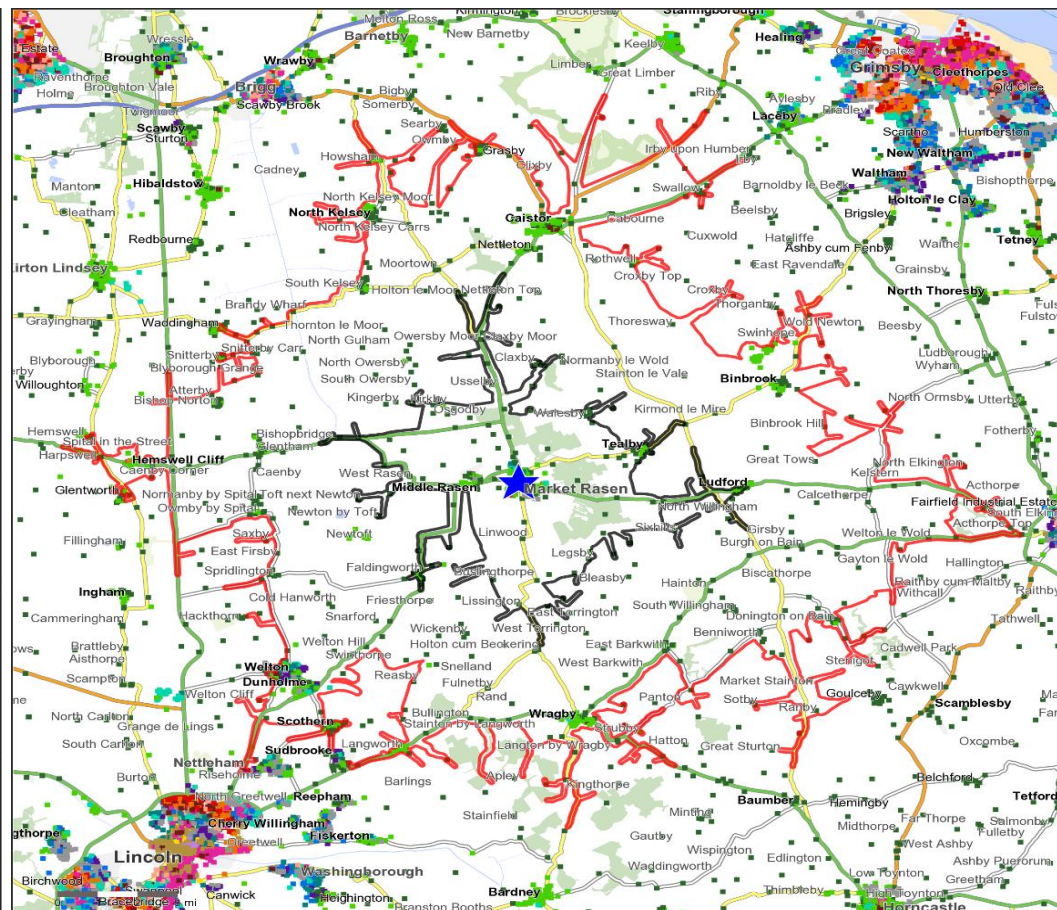 Wressle
Melton Ross
Kirmington
Brocklesby
Stallingborough
Estate
Broughton
Barnetby
New Barnetby
Keelby
Healing
Great Coates
Raventhorpe
Wrawby
Limber
Great Limber
Grimsby
Cleethorpes
Holme
Broughton Vale
Brigg
Bigby
Riby
Aylesby
Old Clee
Twigmoor
Scawby Brook
Somerby
Laceby
Bradley
Scawby
Searby
Scartho
Humberston
Sturton
Owmby
Howsham
Grasby
Clixby
Irby upon Humber
Irby
New Waltham
Cadney
Waltham
Manton
Hibaldstow
North Kelsey Moor
Swallow
Barnoldby le Beck
Bishopthorpe
Cleatham
North Kelsey
Caistor
Cabourne
Beelsby
Brigsley
Holton le Clay
North Kelsey Carrs
Redbourne
Nettleton
Cuxwold
Hatcliffe
Ashby cum Fenby
Waithe
Tetney
Moortown
Rothwell
East Ravendale
Kirton Lindsey
Croxby Top
Grainsby
South Kelsey
Holton le Moor
Nettleton Top
Croxby
North Thoresby
Brandy Wharf
Thorganby
Grayingham
Waddingham
Thornton le Moor
Thoresway
Wold Newton
Fulstow
North Gulham
Owersby Moor
Claxby Moor
Swinhope
Beesby
Blyborough
Snitterby
Snitterby Carr
North Owersby
Claxby
Normanby le Wold
Ludborough
Willoughton
Blyborough Grange
Stainton le Vale
Wyham
South Owersby
Usselby
Binbrook
Atterby
Kingerby
Kirkby
North Ormsby
Utterby
Bishop Norton
Osgodby
Walesby
Kirmond le Mire
Hemswell
Bishopbridge
Binbrook Hill
Fotherby
Spital in the Street
Glentham
Tealby
Harpswell
Hemswell Cliff
Great Tows
North Elkington
Caenby Corner
Caenby
West Rasen
Kelstern
Acthorpe
Glentworth
Normanby by Spital
Toft next Newton
Middle Rasen
Market Rasen
Ludford
Calcethorpe
Fairfield Industrial Estate
Owmby by Spital
Newton by Toft
North Willingham
South Elkington
Acthorpe Top
Fillingham
Saxby
Newtoft
Linwood
Sixhills
Girsby
Welton le Wold
East Firsby
Legsby
Burgh on Bain
Gayton le Wold
Hallington
Spridlington
Faldingworth
Buslingthorpe
Biscathorpe
Raithby cum Maltby
Ingham
Cold Hanworth
Friesthorpe
Lissington
Bleasby
Hainton
Withcall
Raithby
Cammeringham
Hackthorn
Snarford
East Torrington
South Willingham
Donington on Bain
Tathwell
Wickenby
West Torrington
Brattleby
Welton Hill
Holton cum Beckering
East Barkwith
Benniworth
Cadwell Park
Aisthorpe
Swinthorpe
Snelland
West Barkwith
Stenigot
Scampton
Welton
Reasby
Fulnetby
Market Stainton
Cawkwell
Dunholme
Rand
Panton
Sotby
Goulceby
Welton Cliff
Bullington
Wragby
Ranby
Scamblesby
North Carlton
Grange de Lings
Scothern
Stainton by Langworth
Strubby
South Carlton
Sudbrooke
Langworth
Langton by Wragby
Hatton
Great Sturton
Oxcombe
Nettleham
Riseholme
Barlings
Apley
Kingthorpe
Belchford
Burton
North Greetwell
Reepham
Baumber
Hemingby
Tetford
Cherry Willingham
Stainfield
Minting
Far Thorpe
Salmonby
Greetwell
Fiskerton
Gautby
Midthorpe
Fulletby
West Ashby
Lincoln
Wispington
Edlington
Ashby Puerorum
Washingborough
Waddingworth
Low Toynton
Birchwood
Thimbleby
High Toynton
Greetham
Canwick
Heighington
Bardney
Bracebridge
mi
Branston Booths
Horncastle